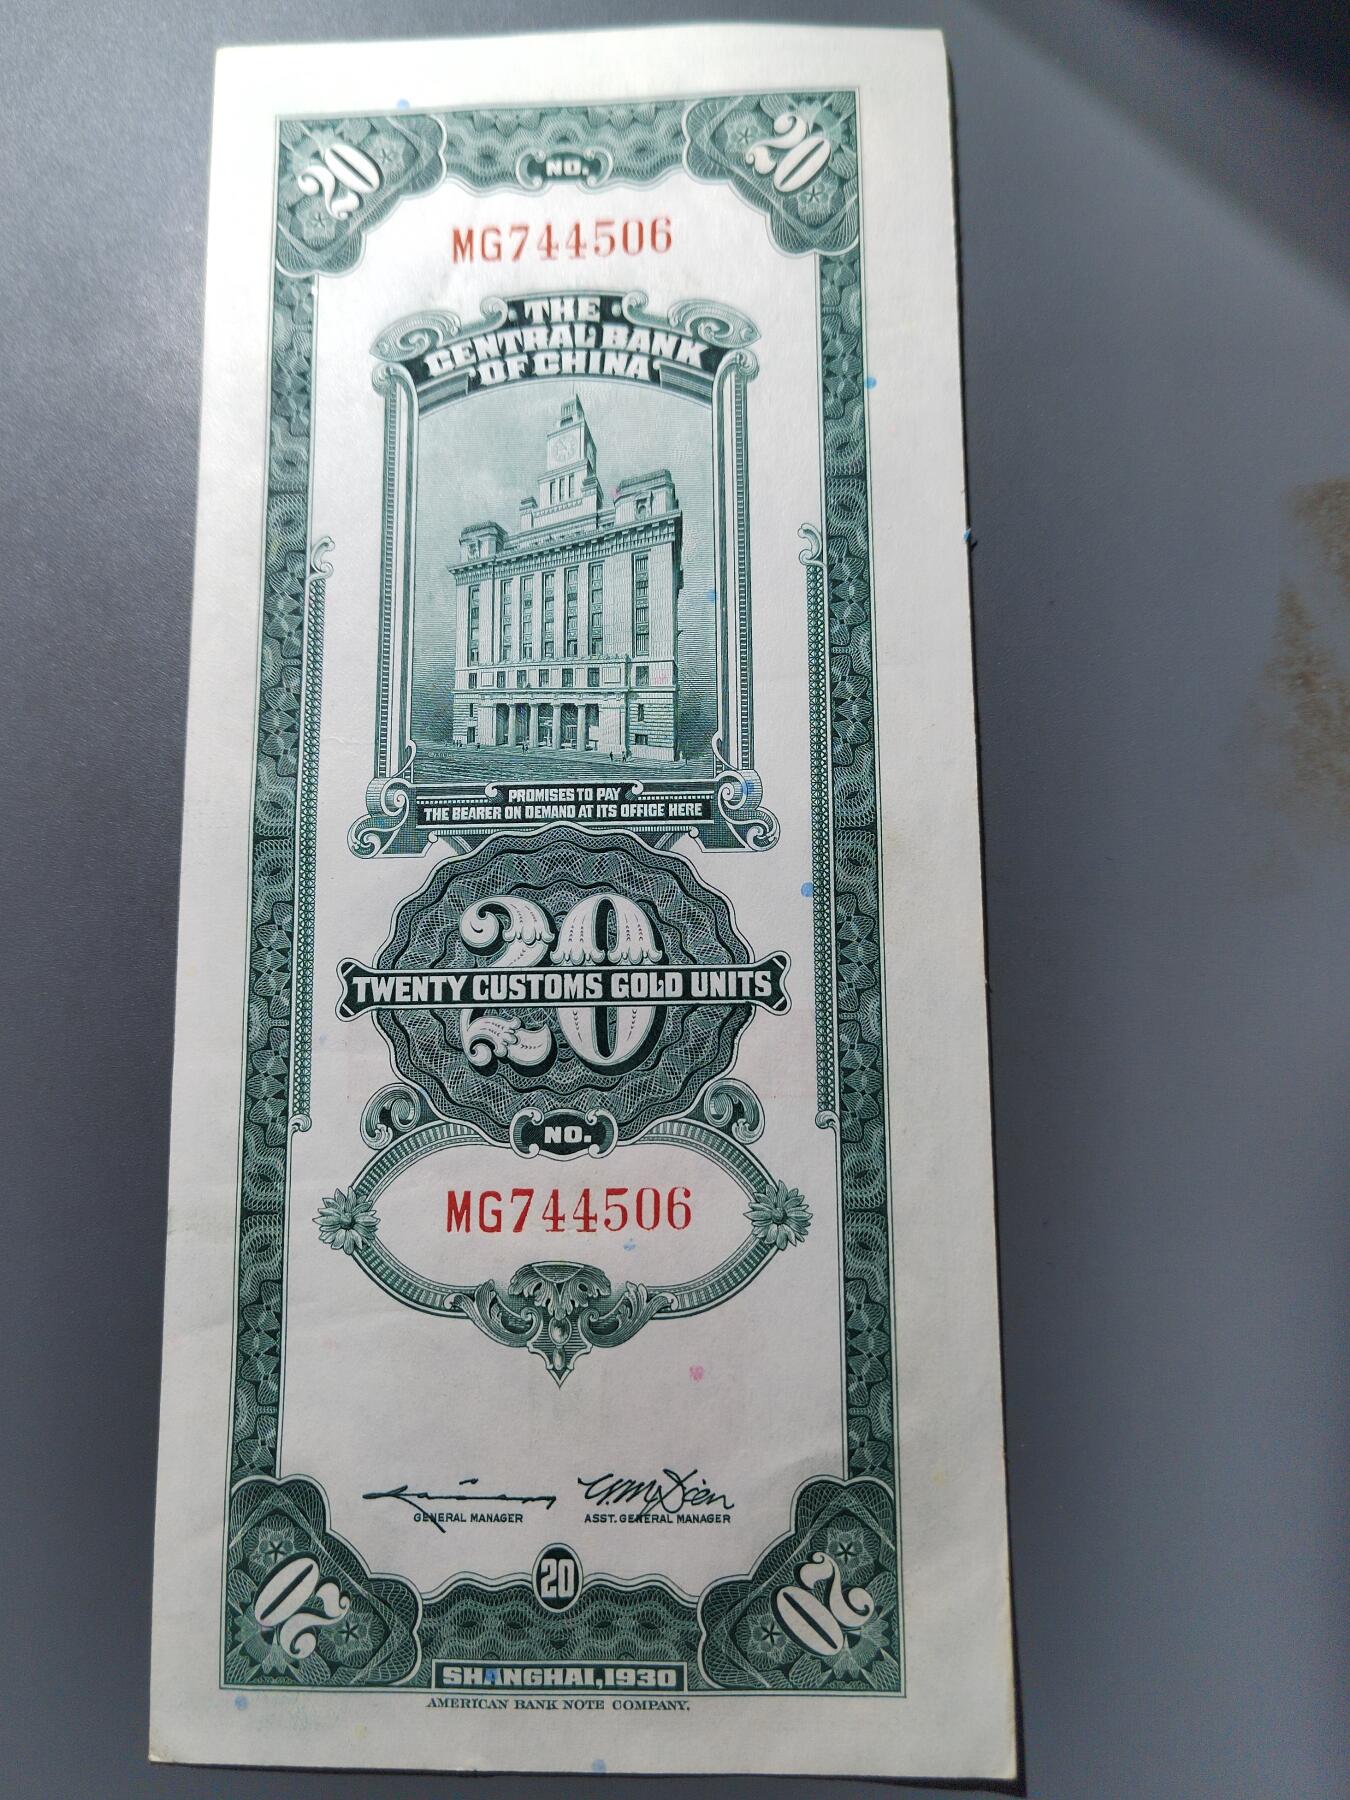 20
20
NO.
MG744506
THE
CENTRAL BANK
OF CHINA
PROMISES TO PAY
THE BEARER ON DEMAND AT ITS OFFICE HERE
20
TWENTY CUSTOMS GOLD UNITS
NO.
MG744506
GENERAL MANAGER
ASST. GENERAL MANAGER
20
20
20
SHANGHAI, 1930
AMERICAN BANK NOTE COMPANY.